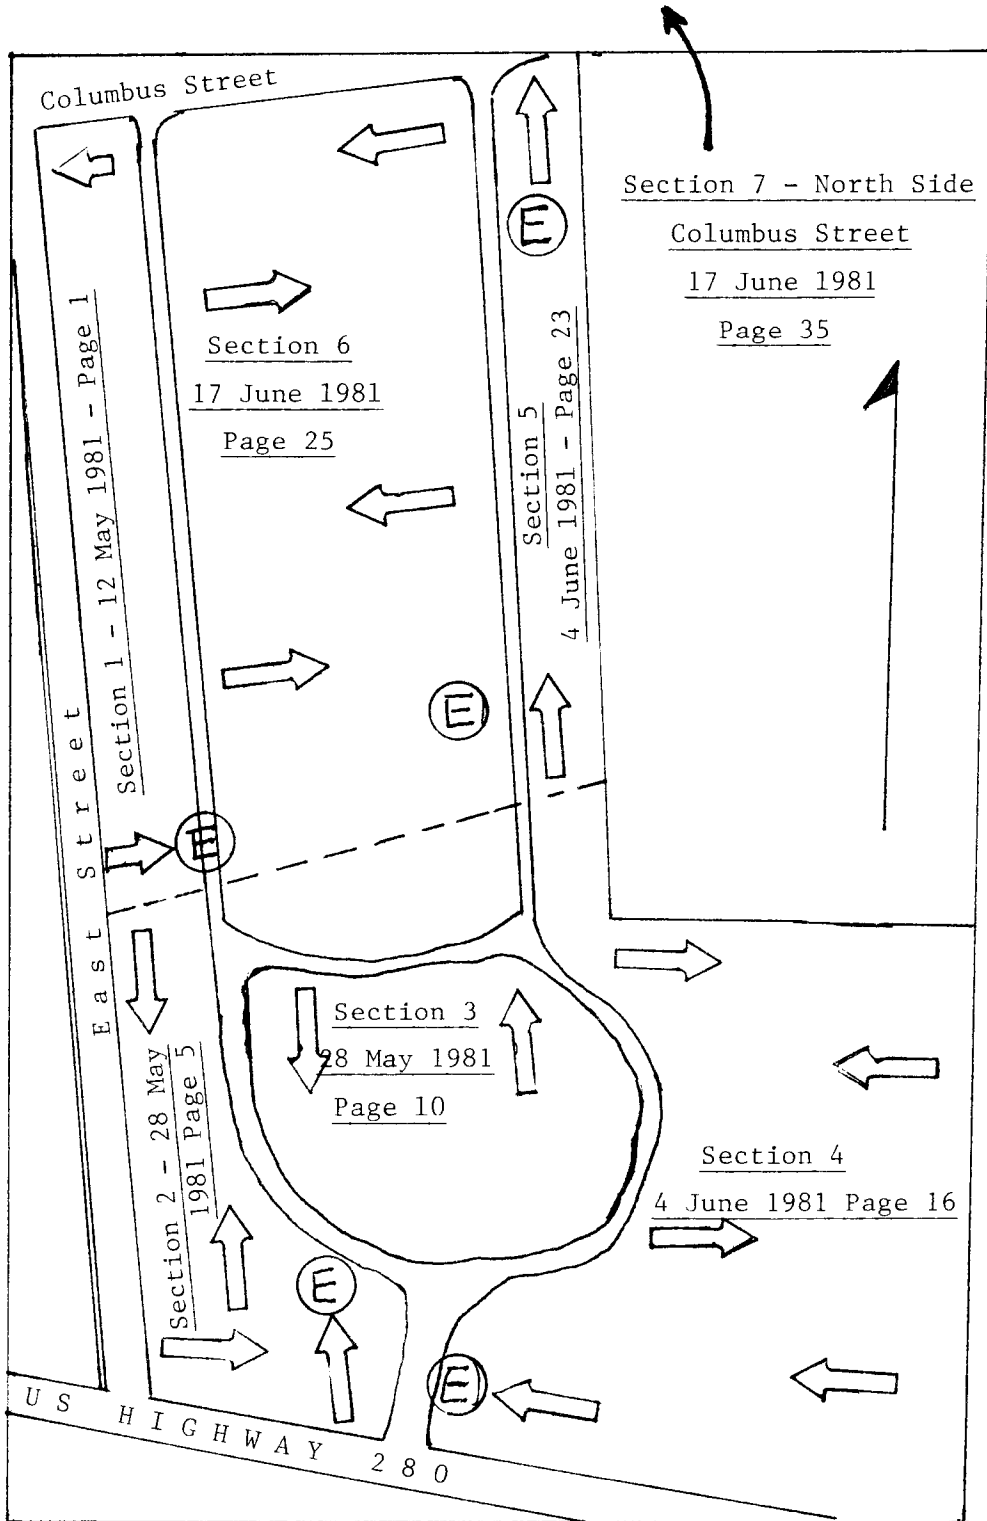 Columbus Street
Section 7 - North Side
Columbus Street
17 June 1981
Page 35
E
Section 6
17 June 1981
Page 25
Section 1 - 12 May 1981 - Page 1
Section 5
4 June 1981 - Page 23
E
E
East Street
Section 3
28 May 1981
Page 10
Section 2 - 28 May
1981 Page 5
Section 4
4 June 1981 Page 16
E
E
US HIGHWAY 280